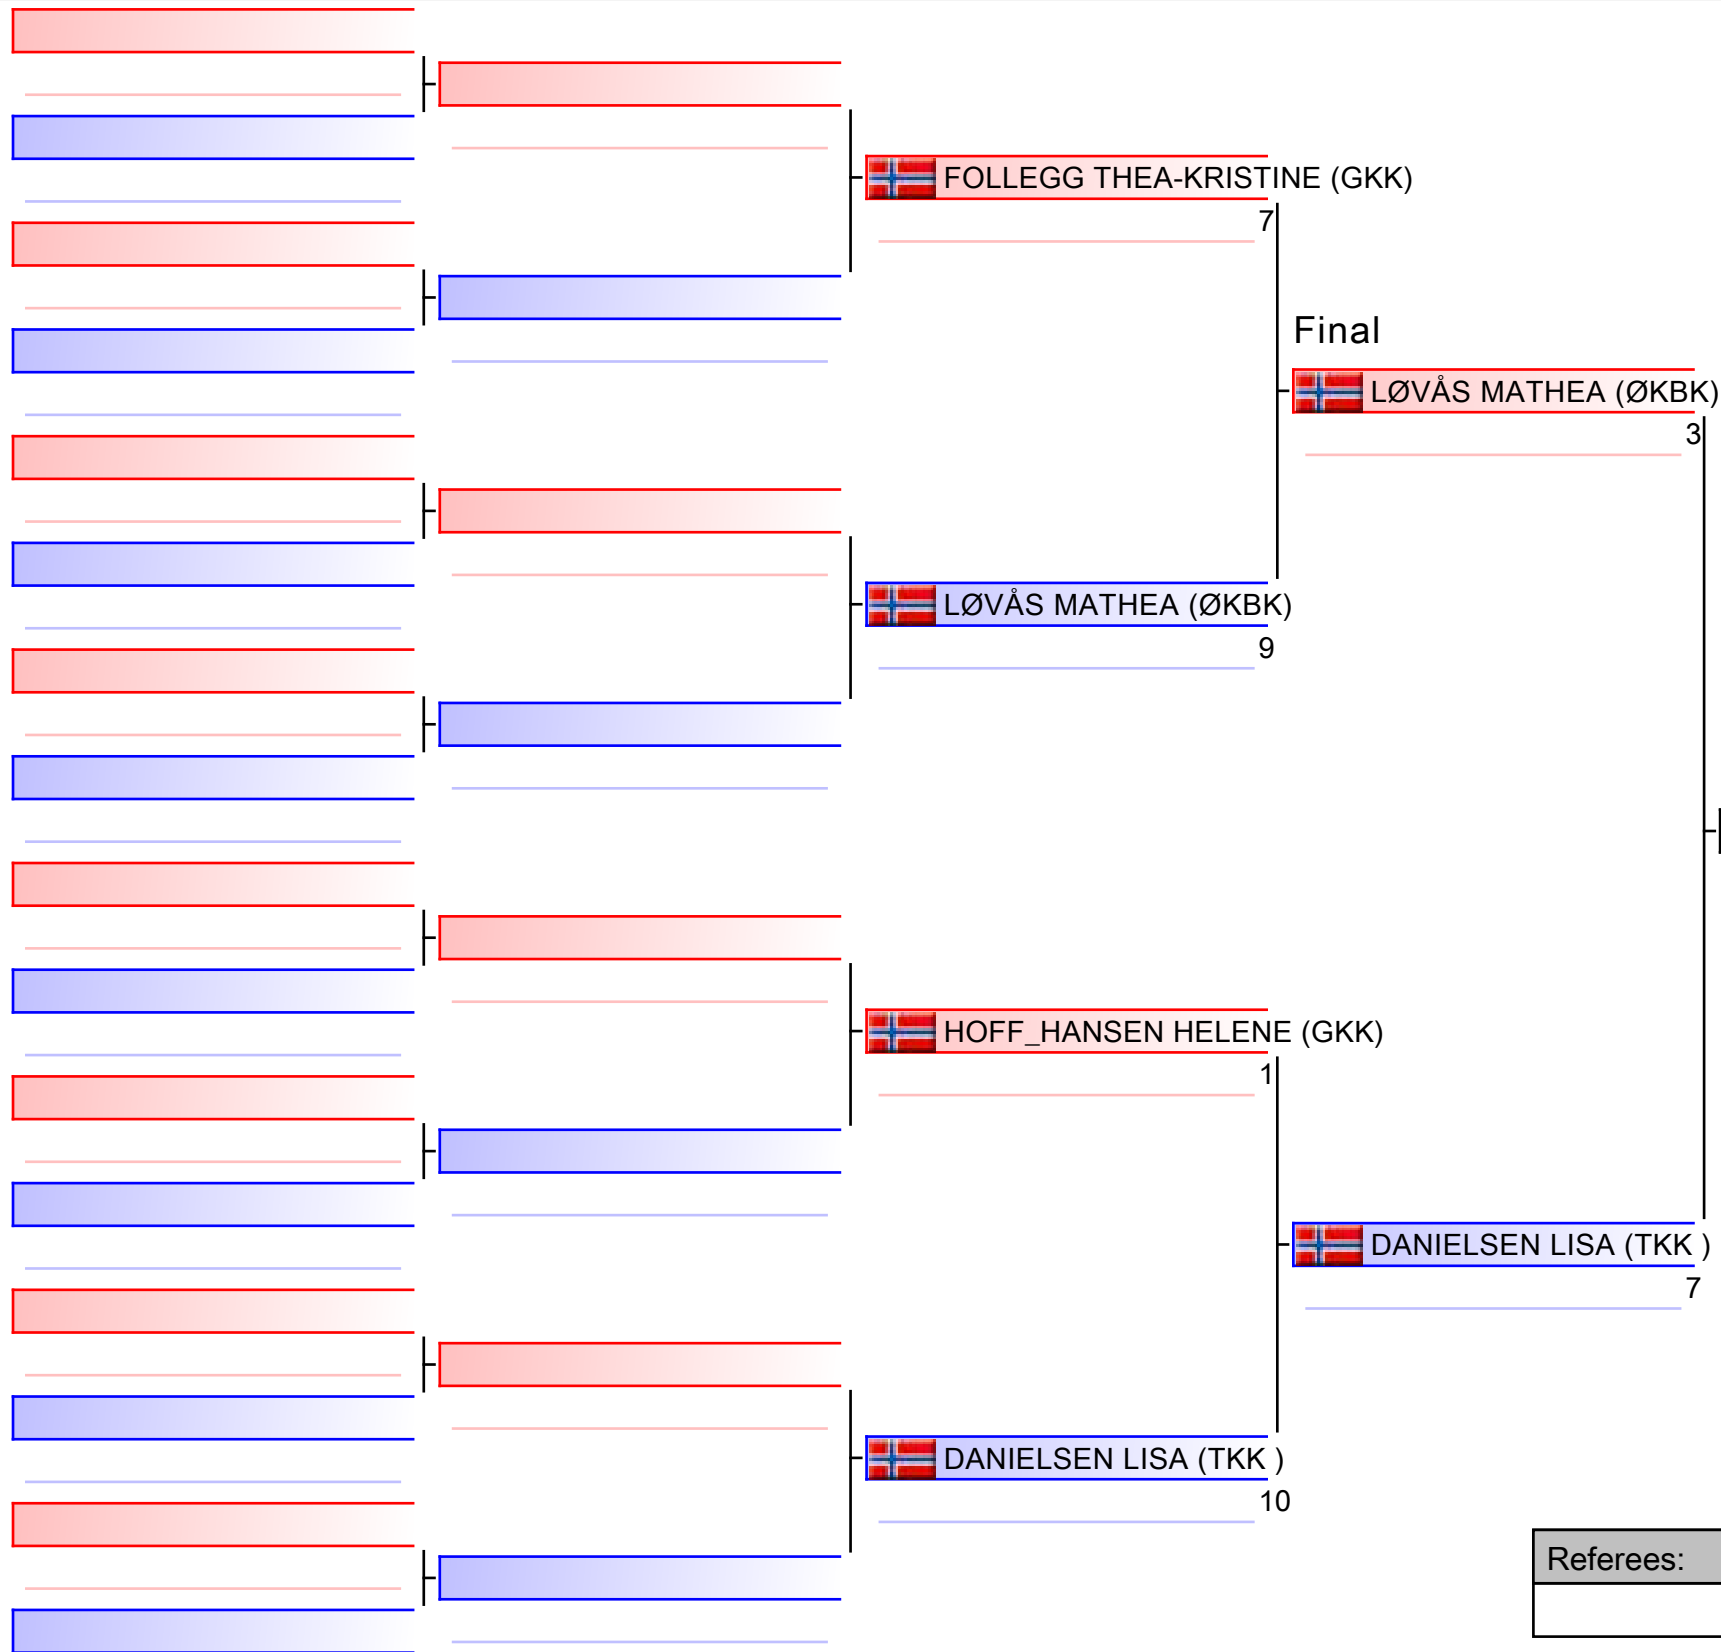 FOLLEGG THEA-KRISTINE (GKK)
7
Final
LØVÅS MATHEA (ØKBK)
3
LØVÅS MATHEA (ØKBK)
9
HOFF_HANSEN HELENE (GKK)
1
DANIELSEN LISA (TKK )
7
DANIELSEN LISA (TKK )
10
Referees: